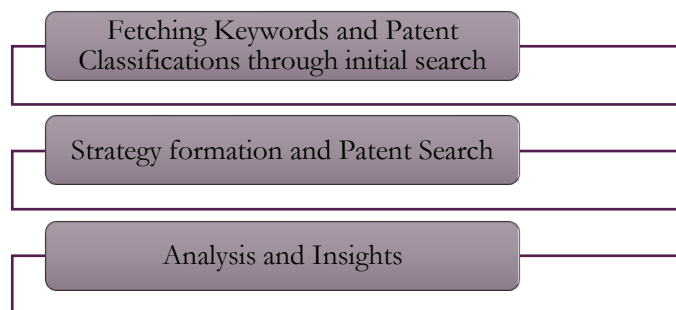 Fetching Keywords and Patent
Classifications through initial search
Strategy formation and Patent Search
Analysis and Insights